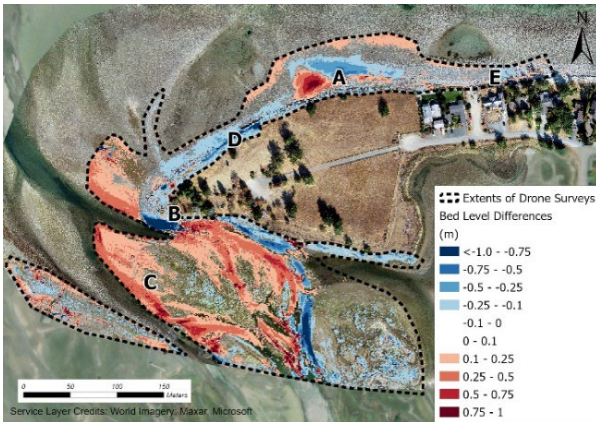 N
A
E
D
B
C
Extents of Drone Surveys
Bed Level Differences
(m)
<-1.0 - -0.75
-0.75 - -0.5
-0.5 - -0.25
-0.25 - -0.1
-0.1 - 0
0 - 0.1
0.1 - 0.25
0.25 - 0.5
0.5 - 0.75
0.75 - 1
0 50 100 150
Meters
Service Layer Credits: World Imagery: Maxar, Microsoft